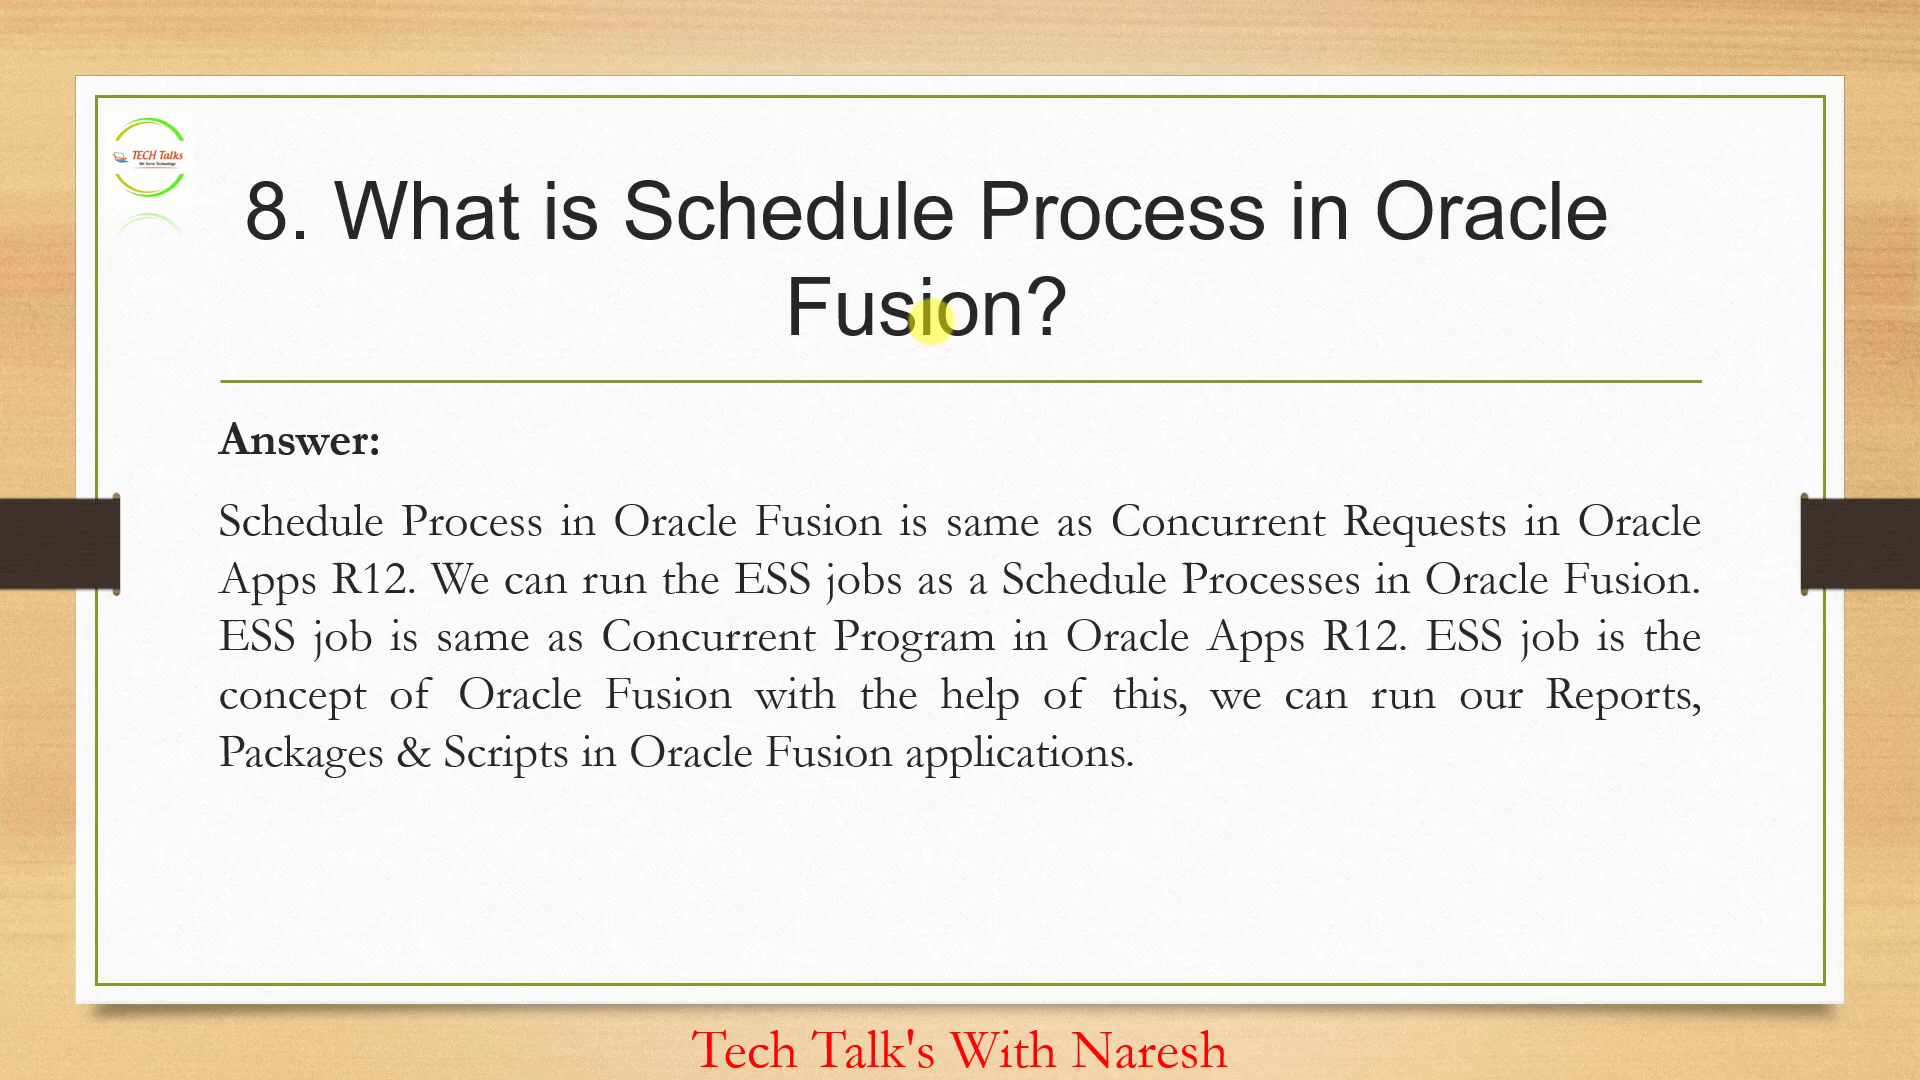 TECH Talks
We Serve Technology
8. What is Schedule Process in Oracle
Fusion?
Answer:
Schedule Process in Oracle Fusion is same as Concurrent Requests in Oracle
Apps R12. We can run the ESS jobs as a Schedule Processes in Oracle Fusion.
ESS job is same as Concurrent Program in Oracle Apps R12. ESS job is the
concept of Oracle Fusion with the help of this, we can run our Reports,
Packages & Scripts in Oracle Fusion applications.
Tech Talk's With Naresh